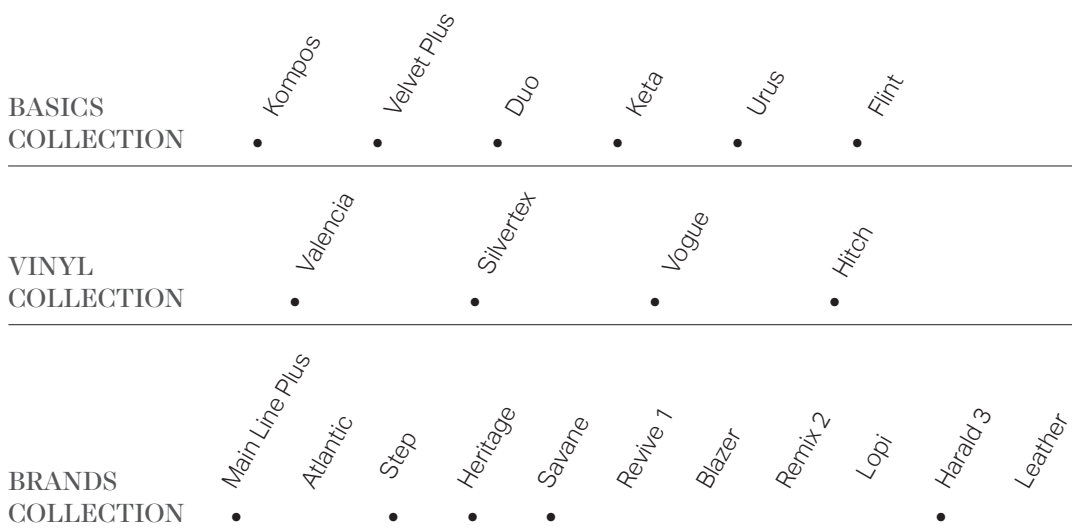 BASICS
COLLECTION
Kompos
Velvet Plus
Duo
Keta
Urus
Flint
VINYL
COLLECTION
Valencia
Silvertex
Vogue
Hitch
BRANDS
COLLECTION
Main Line Plus
Atlantic
Step
Heritage
Savane
Revive 1
Blazer
Remix 2
Lopi
Harald 3
Leather